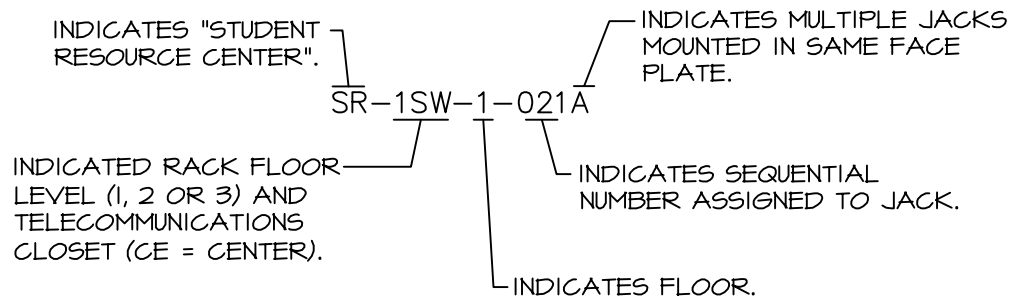 INDICATES "STUDENT
RESOURCE CENTER".
INDICATES MULTIPLE JACKS
MOUNTED IN SAME FACE
PLATE.
SR-1SW-1-021A
INDICATED RACK FLOOR
LEVEL (1, 2 OR 3) AND
TELECOMMUNICATIONS
CLOSET (CE = CENTER).
INDICATES SEQUENTIAL
NUMBER ASSIGNED TO JACK.
INDICATES FLOOR.